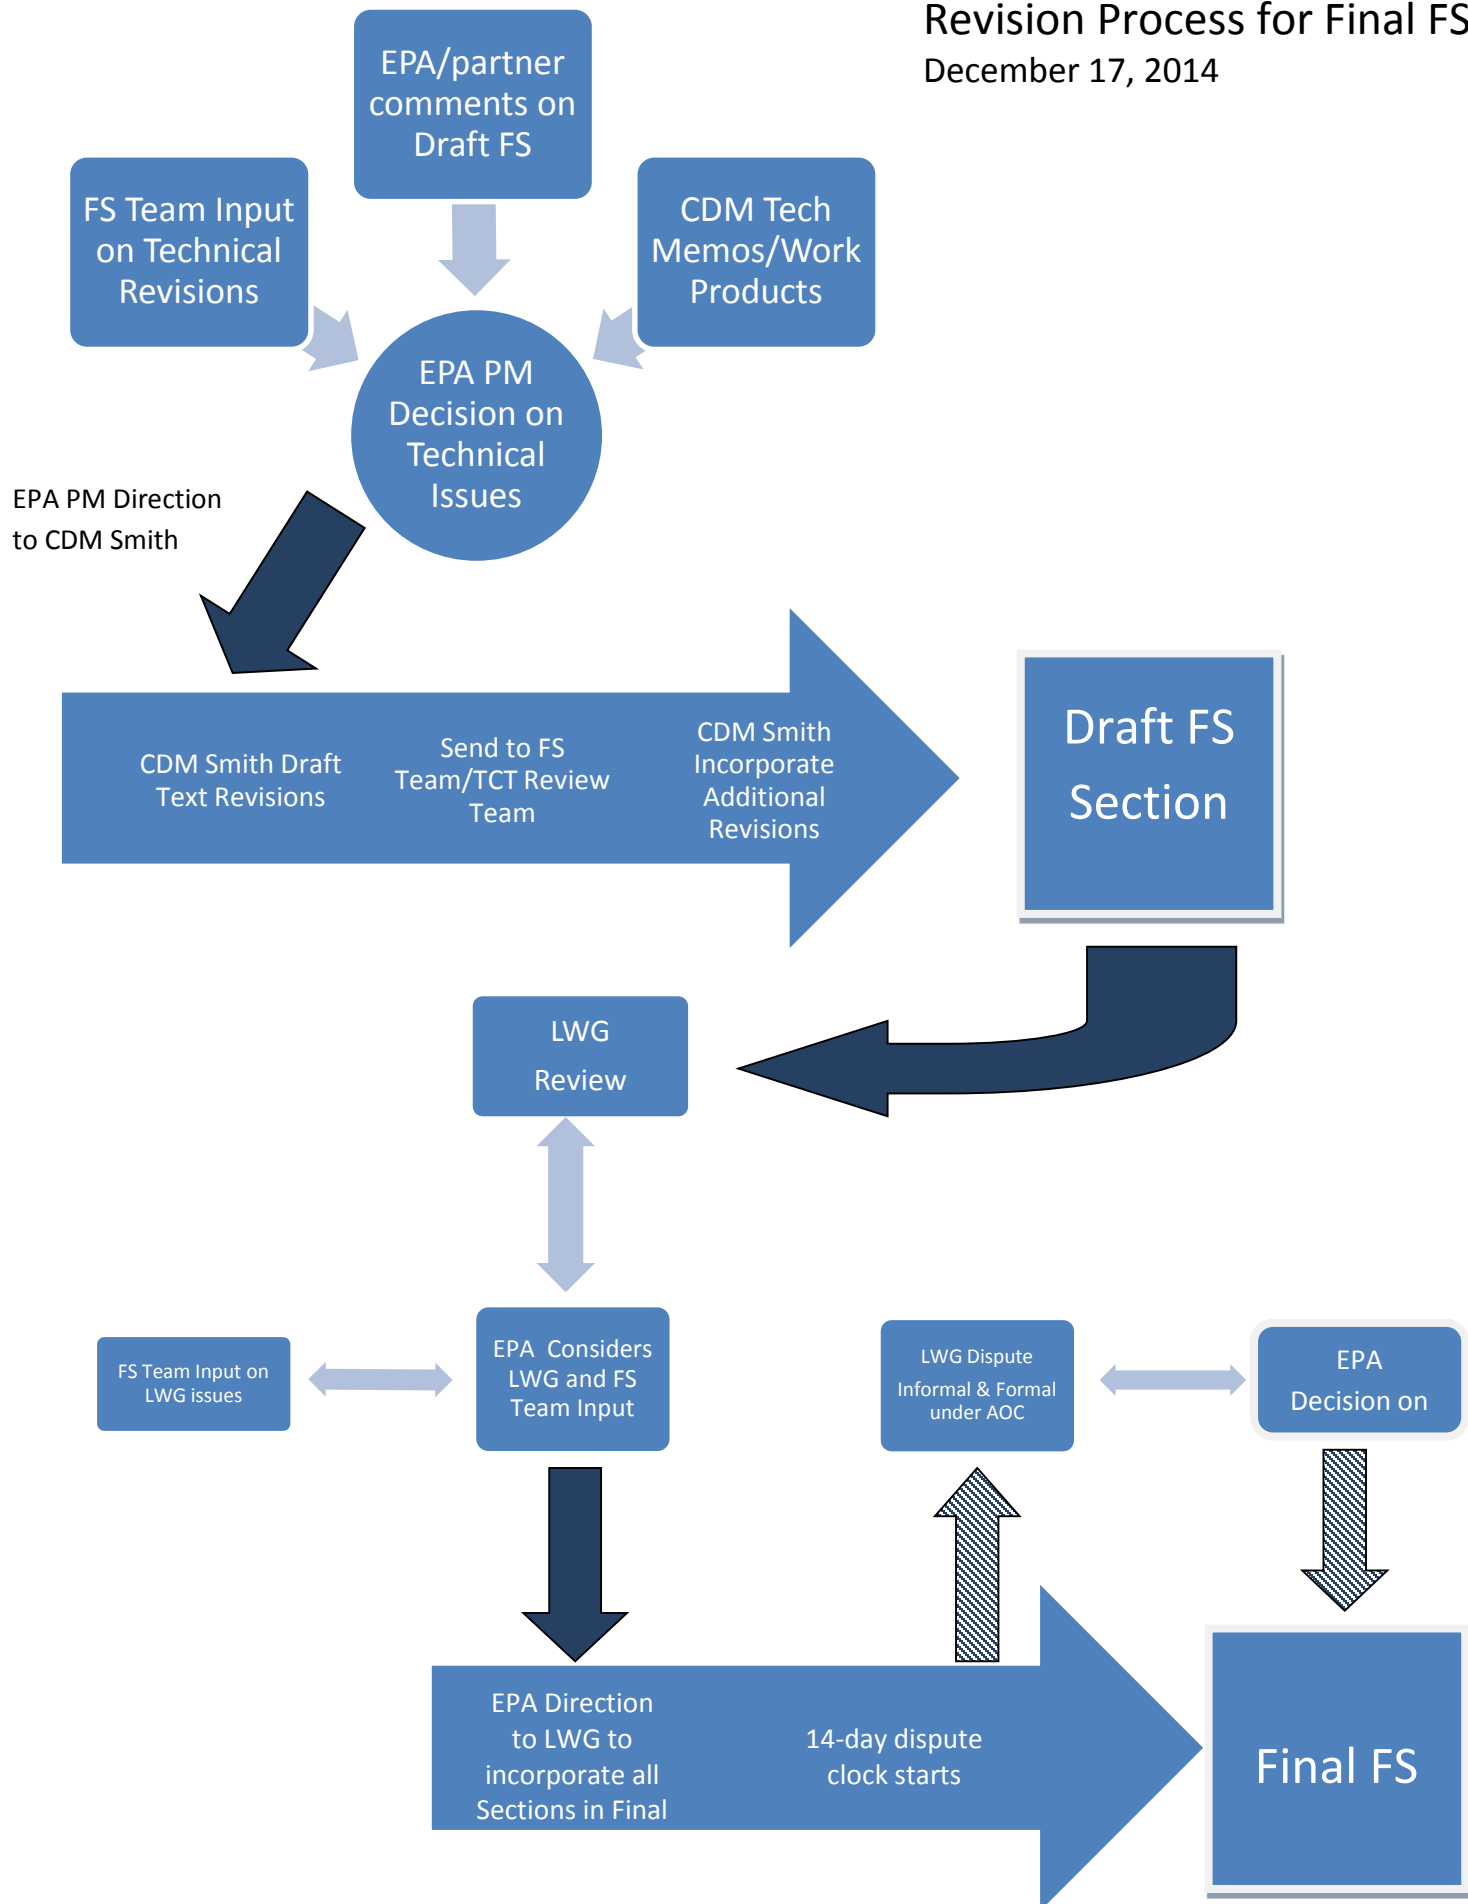 Revision Process for Final FS
December 17, 2014
EPA/partner
comments on
Draft FS
FS Team Input
on Technical
Revisions
CDM Tech
Memos/Work
Products
EPA PM
Decision on
Technical
Issues
EPA PM Direction
to CDM Smith
CDM Smith Draft
Text Revisions
Send to FS
Team/TCT Review
Team
CDM Smith
Incorporate
Additional
Revisions
Draft FS
Section
LWG
Review
FS Team Input on
LWG issues
EPA Considers
LWG and FS
Team Input
LWG Dispute
Informal & Formal
under AOC
EPA
Decision on
EPA Direction
to LWG to
incorporate all
Sections in Final
14-day dispute
clock starts
Final FS